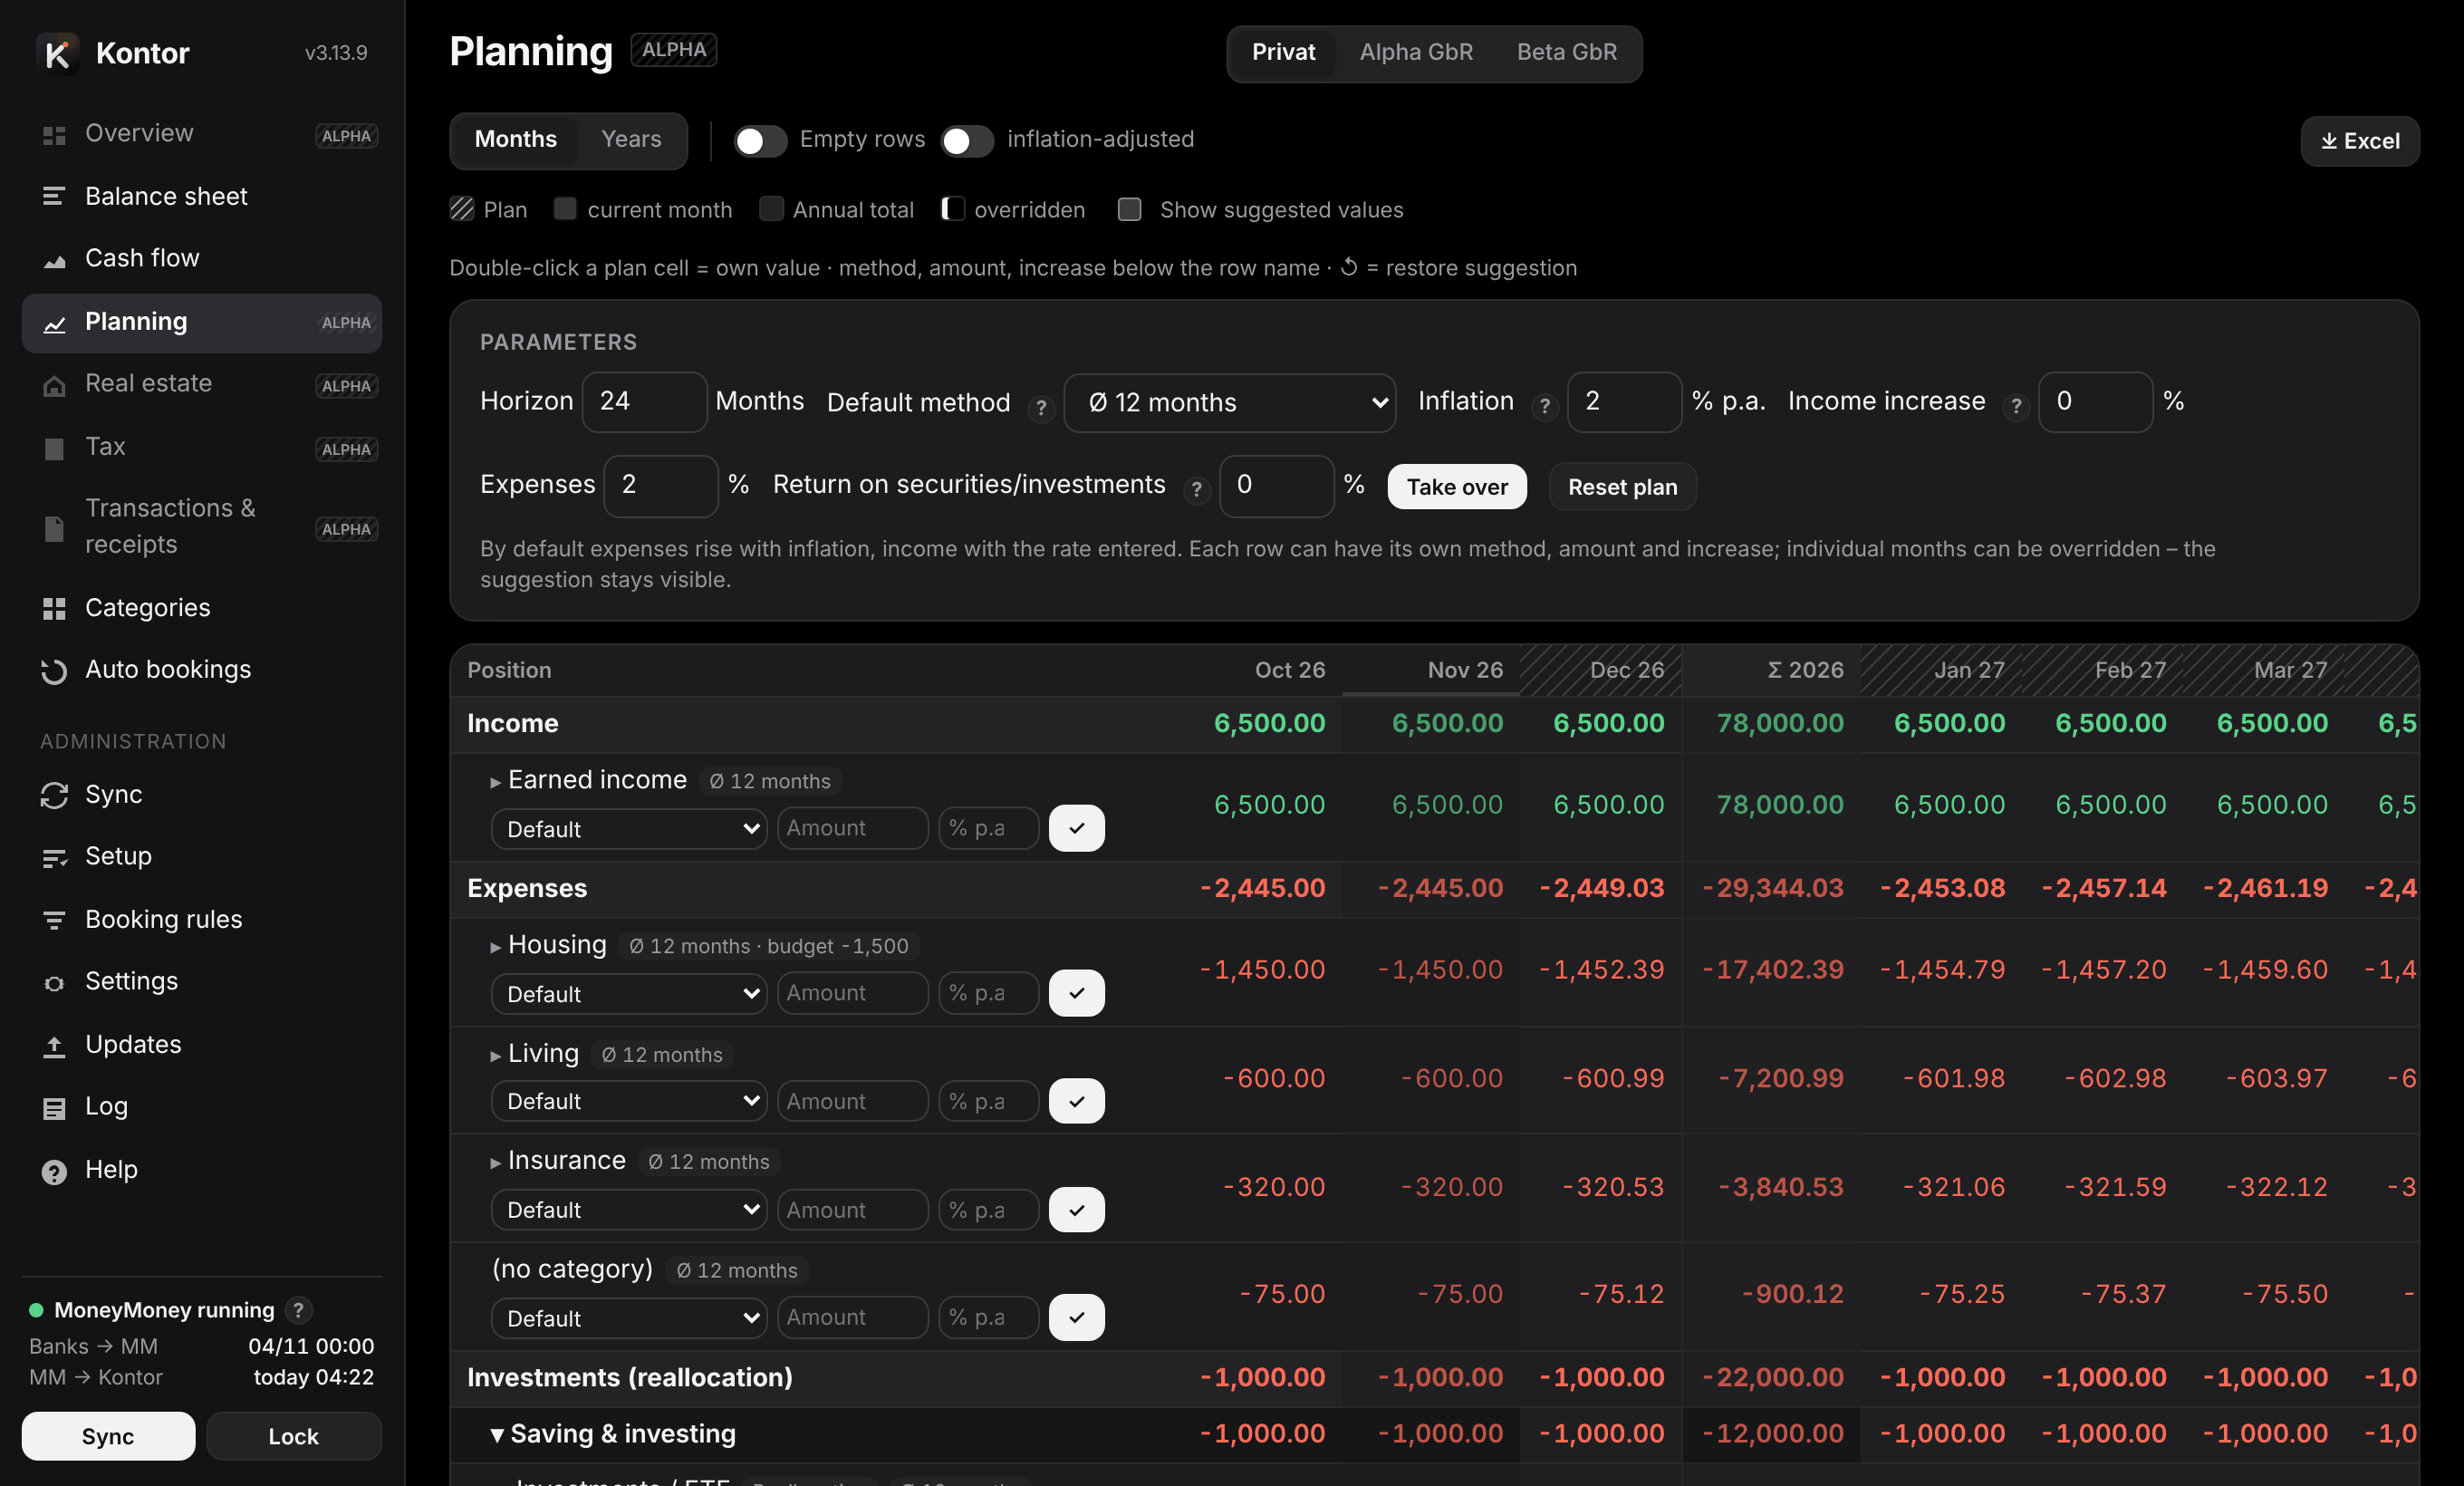 Kontor v3.13.9
Overview ALPHA
Balance sheet
Cash flow
Planning ALPHA
Real estate ALPHA
Tax ALPHA
Transactions &
receipts ALPHA
Categories
Auto bookings
ADMINISTRATION
Sync
Setup
Booking rules
Settings
Updates
Log
Help
MoneyMoney running ?
Banks → MM 04/11 00:00
MM → Kontor today 04:22
Sync Lock
Planning ALPHA
Privat Alpha GbR Beta GbR
Months Years Empty rows inflation-adjusted Excel
Plan current month Annual total overridden Show suggested values
Double-click a plan cell = own value · method, amount, increase below the row name · ↺ = restore suggestion
PARAMETERS
Horizon 24 Months Default method ? Ø 12 months Inflation ? 2 % p.a. Income increase ? 0 %
Expenses 2 % Return on securities/investments ? 0 % Take over Reset plan
By default expenses rise with inflation, income with the rate entered. Each row can have its own method, amount and increase; individual months can be overridden – the
suggestion stays visible.
Position Oct 26 Nov 26 Dec 26 Σ 2026 Jan 27 Feb 27 Mar 27
Income 6,500.00 6,500.00 6,500.00 78,000.00 6,500.00 6,500.00 6,500.00 6,5
▸ Earned income Ø 12 months
6,500.00 6,500.00 6,500.00 78,000.00 6,500.00 6,500.00 6,500.00 6,5
Default Amount % p.a
Expenses -2,445.00 -2,445.00 -2,449.03 -29,344.03 -2,453.08 -2,457.14 -2,461.19 -2,4
▸ Housing Ø 12 months · budget -1,500
-1,450.00 -1,450.00 -1,452.39 -17,402.39 -1,454.79 -1,457.20 -1,459.60 -1,4
Default Amount % p.a
▸ Living Ø 12 months
-600.00 -600.00 -600.99 -7,200.99 -601.98 -602.98 -603.97 -6
Default Amount % p.a
▸ Insurance Ø 12 months
-320.00 -320.00 -320.53 -3,840.53 -321.06 -321.59 -322.12 -3
Default Amount % p.a
(no category) Ø 12 months
-75.00 -75.00 -75.12 -900.12 -75.25 -75.37 -75.50 -
Default Amount % p.a
Investments (reallocation) -1,000.00 -1,000.00 -1,000.00 -22,000.00 -1,000.00 -1,000.00 -1,000.00 -1,0
▾ Saving & investing -1,000.00 -1,000.00 -1,000.00 -12,000.00 -1,000.00 -1,000.00 -1,000.00 -1,0
Investments / ETF